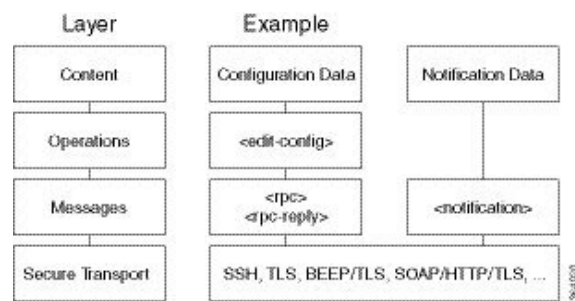 Layer
Example
Content
Configuration Data
Notification Data
Operations
<edit-config>
Messages
<rpc>
<rpc-reply>
<notification>
Secure Transport
SSH, TLS, BEEP/TLS, SOAP/HTTP/TLS, ...